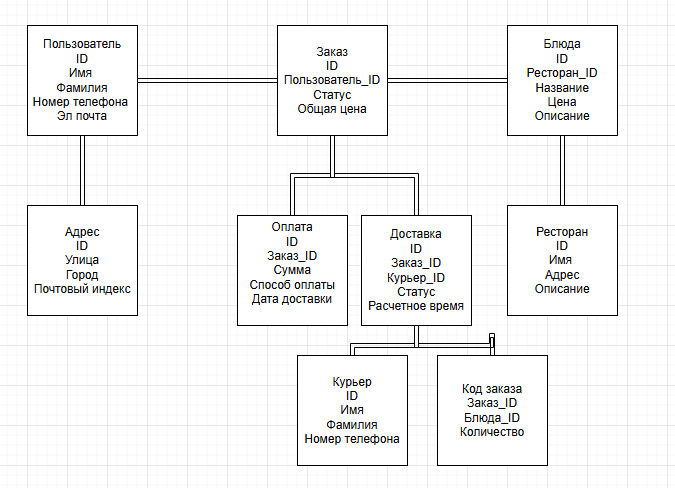 Пользователь
ID
Имя
Фамилия
Номер телефона
Эл почта
Заказ
ID
Пользователь_ID
Статус
Общая цена
Блюда
ID
Ресторан_ID
Название
Цена
Описание
Адрес
ID
Улица
Город
Почтовый индекс
Оплата
ID
Заказ_ID
Сумма
Способ оплаты
Дата доставки
Доставка
ID
Заказ_ID
Курьер_ID
Статус
Расчетное время
Ресторан
ID
Имя
Адрес
Описание
Курьер
ID
Имя
Фамилия
Номер телефона
Код заказа
Заказ_ID
Блюда_ID
Количество